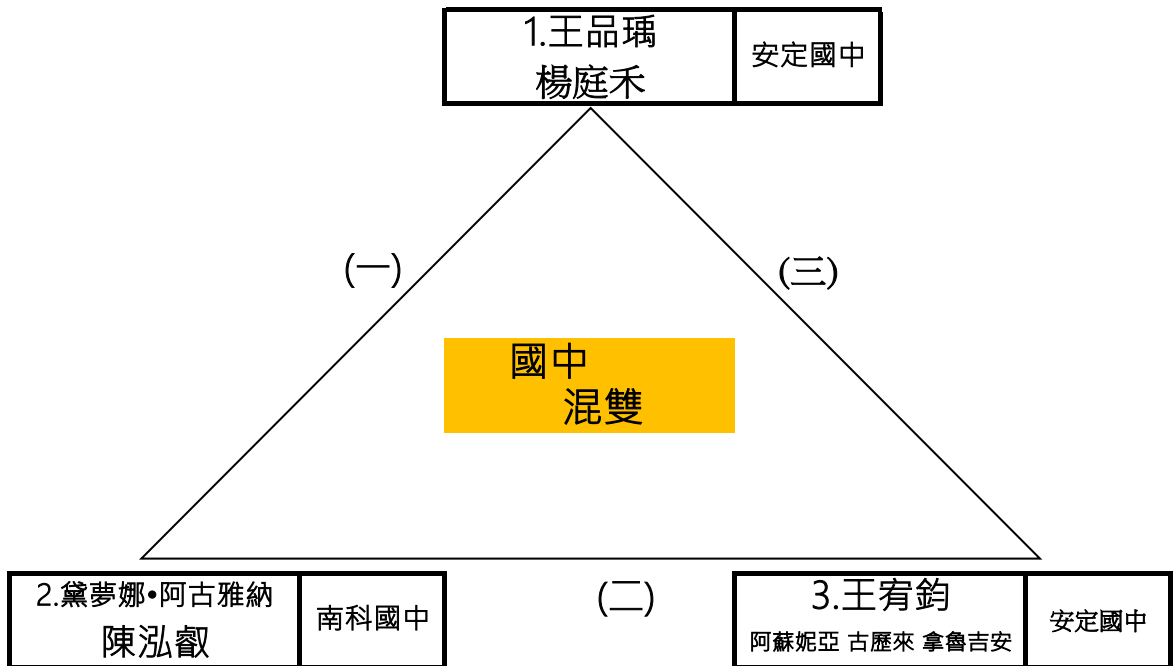 1.王品瑀
楊庭禾
安定國中
(一)
(三)
國中
混雙
2.黛夢娜•阿古雅納
陳泓叡
南科國中
(二)
3.王宥鈞
阿蘇妮亞 古歷來 拿魯吉安
安定國中